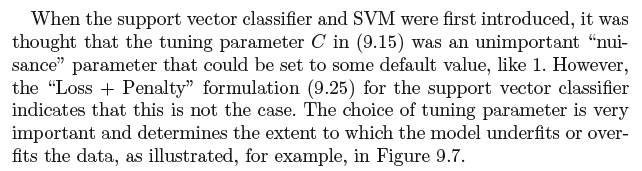 When the support vector classifier and SVM were first introduced, it was
thought that the tuning parameter C in (9.15) was an unimportant “nui-
sance” parameter that could be set to some default value, like 1. However,
the “Loss + Penalty” formulation (9.25) for the support vector classifier
indicates that this is not the case. The choice of tuning parameter is very
important and determines the extent to which the model underfits or over-
fits the data, as illustrated, for example, in Figure 9.7.